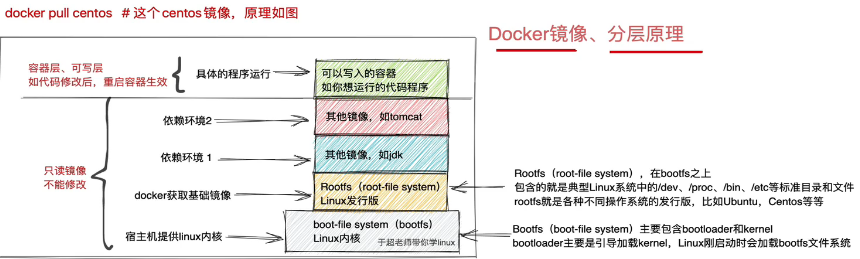 docker pull centos # 这个centos镜像，原理如图
Docker镜像、分层原理
容器层、可写层
如代码修改后，重启容器生效
具体的程序运行
可以写入的容器
如你想运行的代码程序
依赖环境2
其他镜像，如tomcat
只读镜像
不能修改
依赖环境 1
其他镜像，如jdk
docker获取基础镜像
Rootfs（root-file system）
Linux发行版
Rootfs（root-file system），在bootfs之上
包含的就是典型Linux系统中的/dev、/proc、/bin、/etc等标准目录和文件
rootfs就是各种不同操作系统的发行版，比如Ubuntu，Centos等等
宿主机提供linux内核
boot-file system（bootfs）
Linux内核
于超老师带你学linux
Bootfs（boot-file system）主要包含bootloader和kernel
bootloader主要是引导加载kernel，Linux刚启动时会加载bootfs文件系统